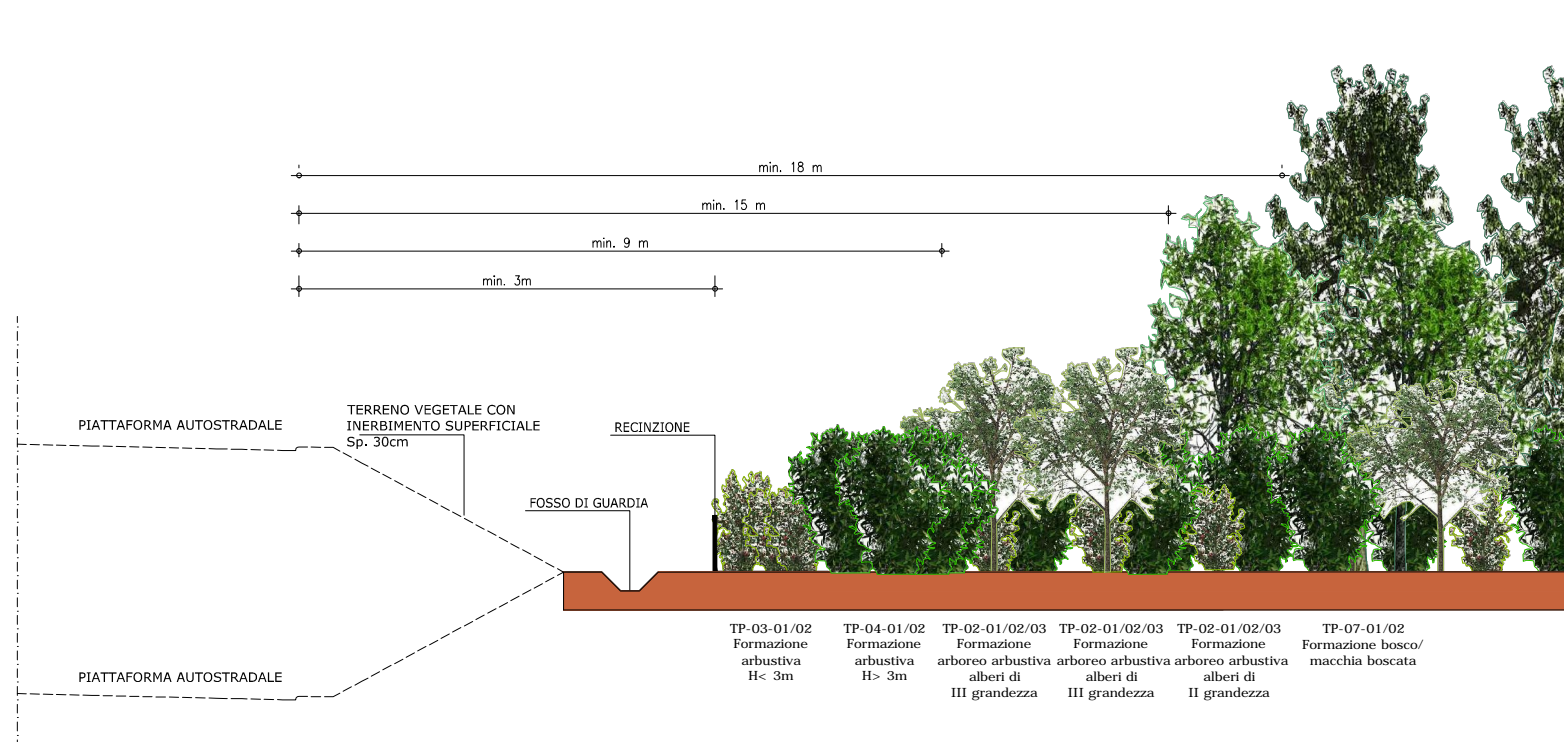 min. 18 m
min. 15 m
min. 9 m
min. 3m
PIATTAFORMA AUTOSTRADALE
TERRENO VEGETALE CON
INERBIMENTO SUPERFICIALE
Sp. 30cm
RECINZIONE
FOSSO DI GUARDIA
PIATTAFORMA AUTOSTRADALE
TP-03-01/02
Formazione
arbustiva
H< 3m
TP-04-01/02
Formazione
arbustiva
H> 3m
TP-02-01/02/03
Formazione
arboreo arbustiva
alberi di
III grandezza
TP-02-01/02/03
Formazione
arboreo arbustiva
alberi di
III grandezza
TP-02-01/02/03
Formazione
arboreo arbustiva
alberi di
II grandezza
TP-07-01/02
Formazione bosco/
macchia boscata